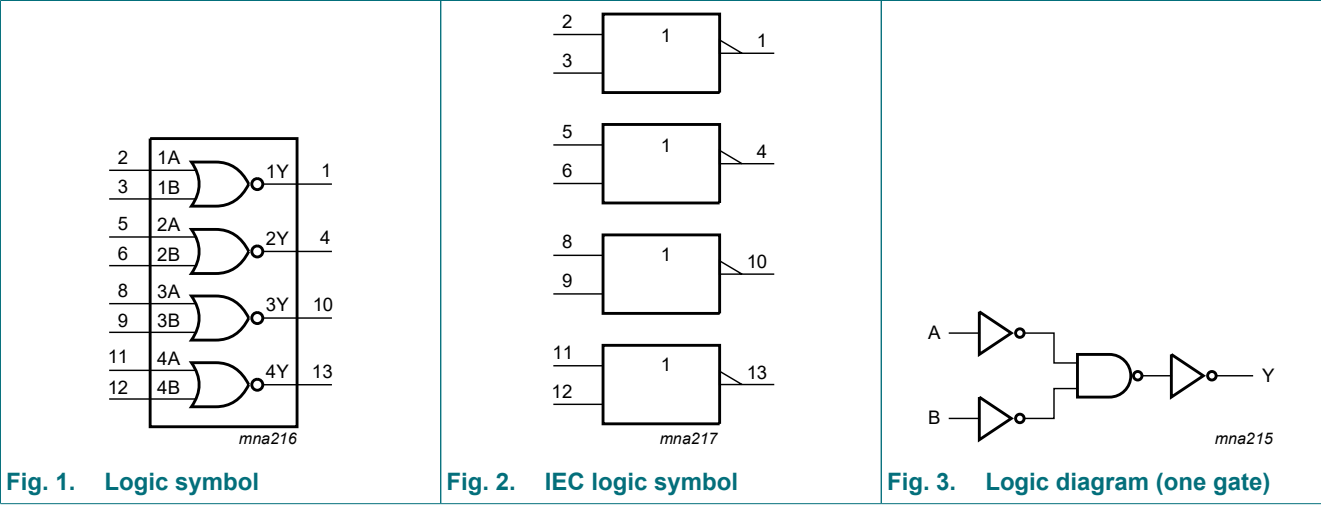 2 1A 1Y 1
3 1B
5 2A 2Y 4
6 2B
8 3A 3Y 10
9 3B
11 4A 4Y 13
12 4B
mna216
Fig. 1. Logic symbol
2 1 1
3
5 1 4
6
8 1 10
9
11 1 13
12
mna217
Fig. 2. IEC logic symbol
A
Y
B
mna215
Fig. 3. Logic diagram (one gate)